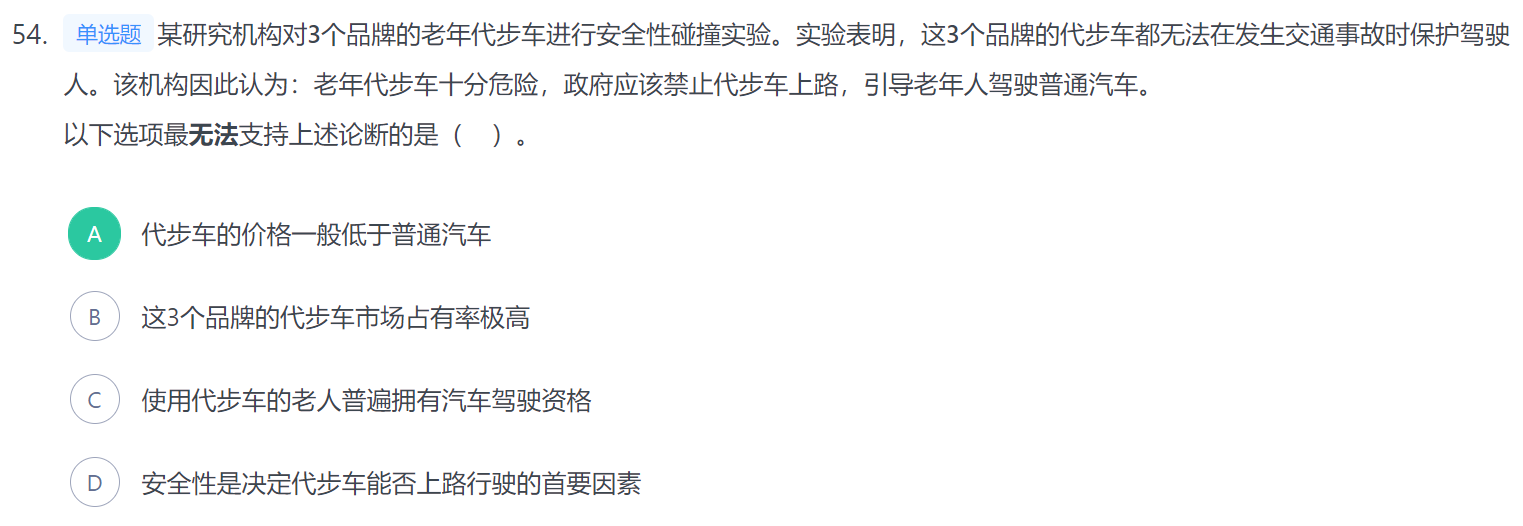 54. 单选题 某研究机构对3个品牌的老年代步车进行安全性碰撞实验。实验表明，这3个品牌的代步车都无法在发生交通事故时保护驾驶
人。该机构因此认为：老年代步车十分危险，政府应该禁止代步车上路，引导老年人驾驶普通汽车。
以下选项最无法支持上述论断的是（　）。
A 代步车的价格一般低于普通汽车
B 这3个品牌的代步车市场占有率极高
C 使用代步车的老人普遍拥有汽车驾驶资格
D 安全性是决定代步车能否上路行驶的首要因素